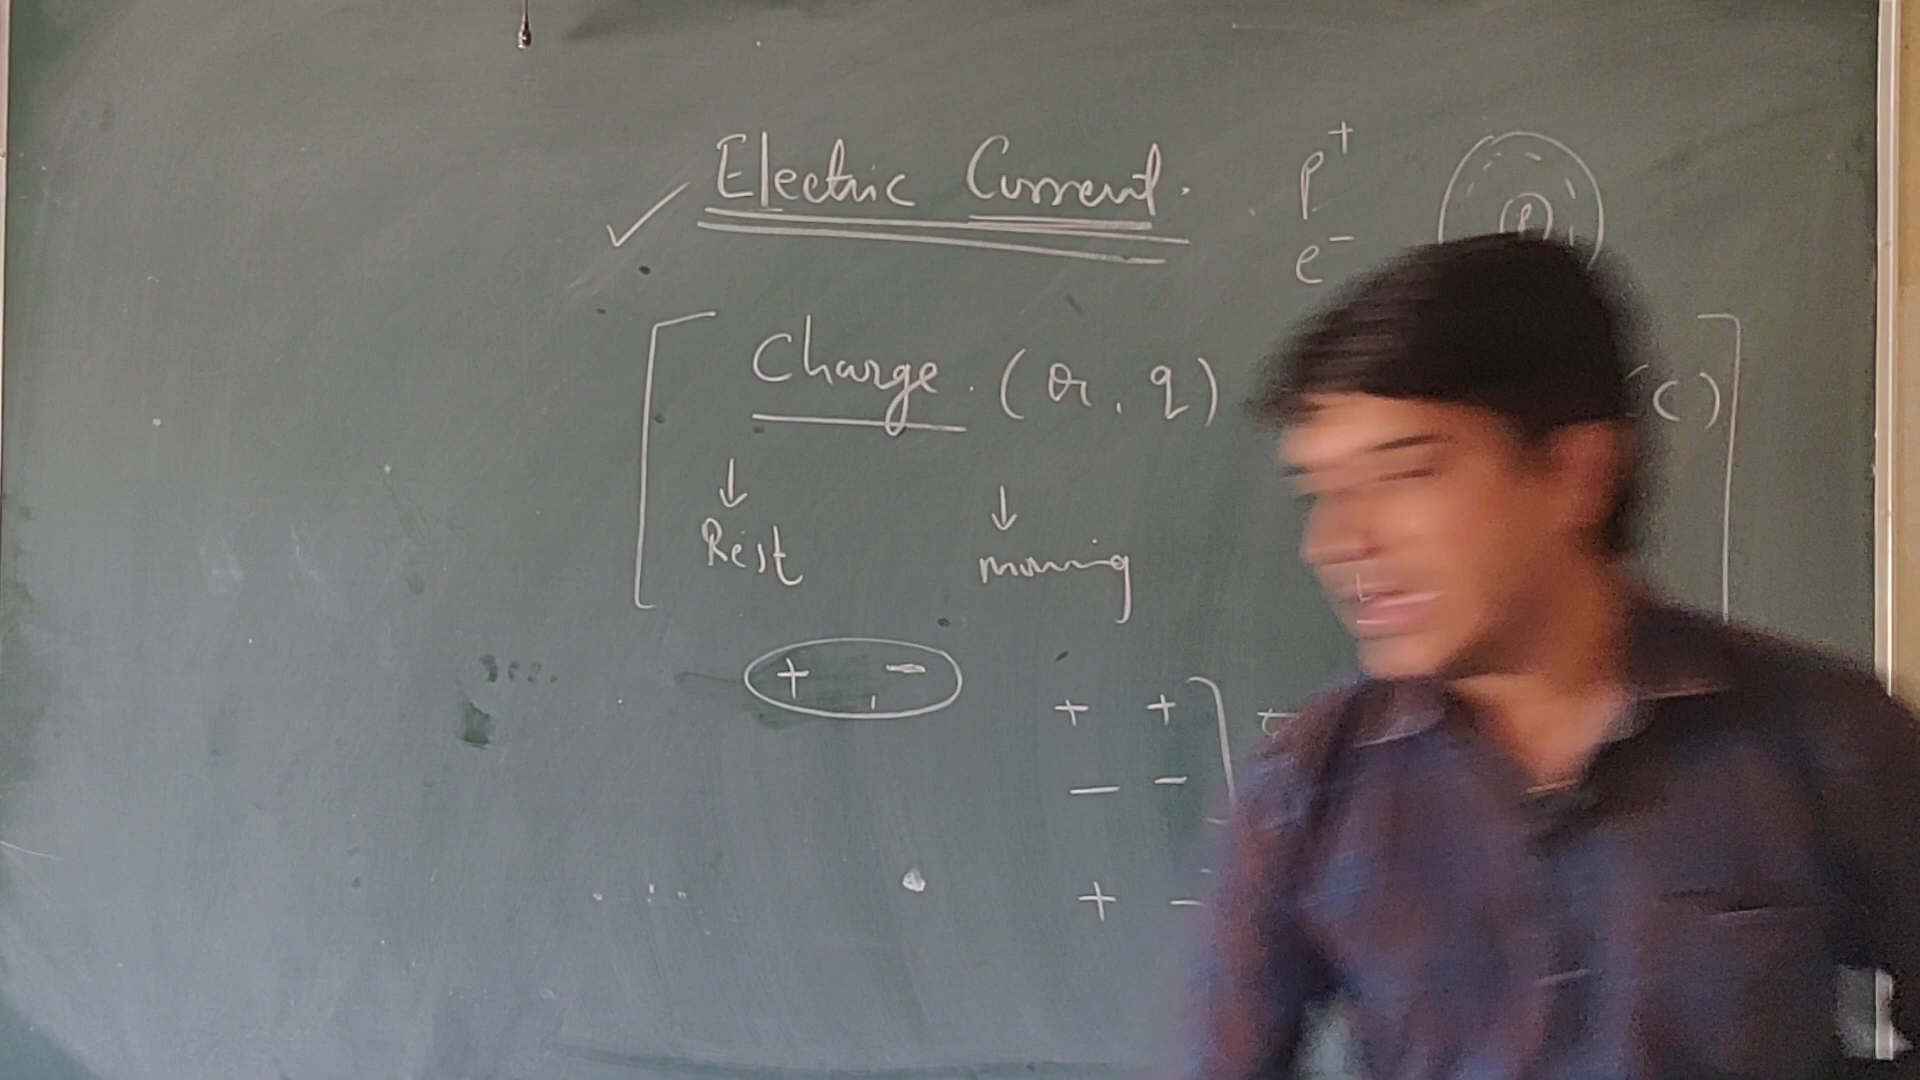 Electric Current.
p⁺
e⁻
P
Charge. (Q, q) (C)
↓ ↓
Rest moving
+ −
+ +
− −
+ −